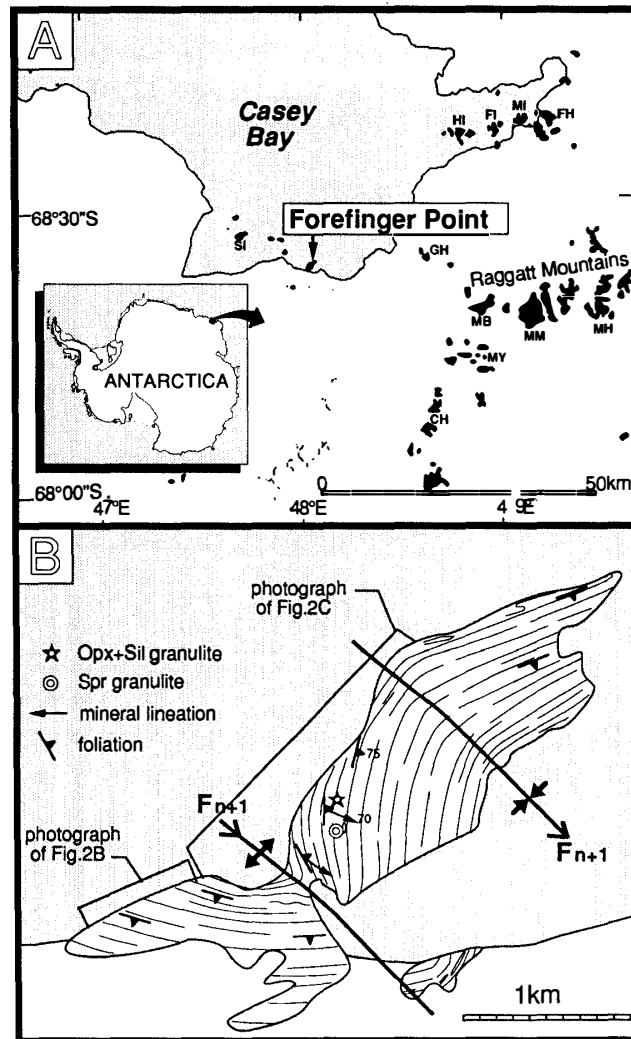 A
Casey
Bay
HI
FI
MI
FH
68°30"S
Forefinger Point
SI
GH
Raggatt Mountains
MB
MM
MH
MY
CH
ANTARCTICA
0
50km
68°00"S
47°E
48°E
4 9°
B
photograph
of Fig.2C
Opx+Sil granulite
Spr granulite
mineral lineation
foliation
75
70
Fn+1
Fn+1
photograph
of Fig.2B
1km